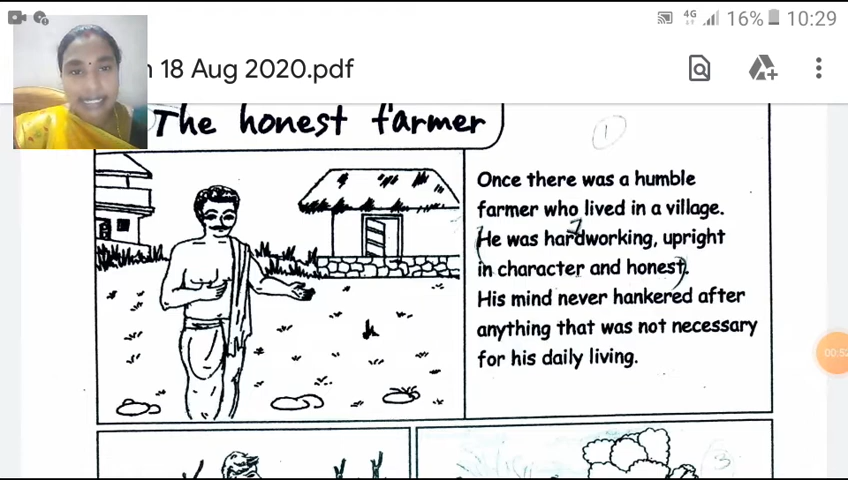 4G 16% 10:29
18 Aug 2020.pdf
The honest farmer
1
Once there was a humble
farmer who lived in a village.
He was hardworking, upright
in character and honest.
His mind never hankered after
anything that was not necessary
for his daily living.
00:52
3